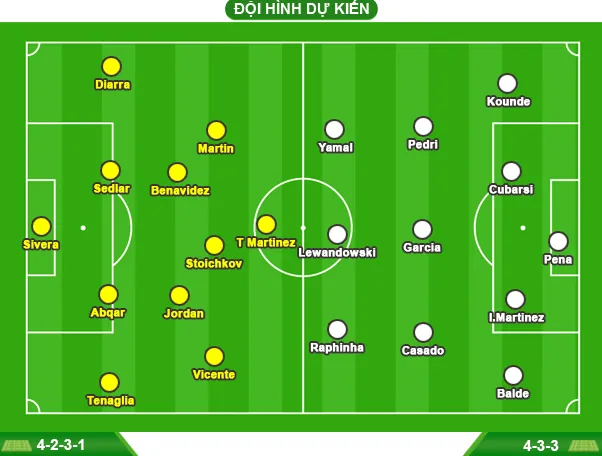 ĐỘI HÌNH DỰ KIẾN
Diarra
Kounde
Martin
Yamal
Pedri
Sedlar
Benavidez
Cubarsi
Sivera
T Martinez
Lewandowski
Garcia
Pena
Stoichkov
Abqar
Jordan
I.Martinez
Raphinha
Casado
Vicente
Tenaglia
Balde
4-2-3-1
4-3-3